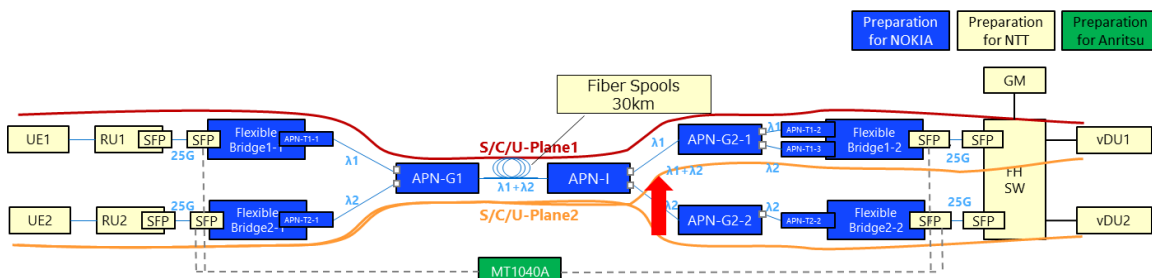 Preparation
for NOKIA
Preparation
for NTT
Preparation
for Anritsu
Fiber Spools
30km
GM
UE1
RU1
SFP
SFP
25G
Flexible
Bridge1-1
APN-T1-1
λ1
S/C/U-Plane1
APN-G1
λ1+λ2
APN-I
λ1
λ1+λ2
APN-G2-1
λ1
λ2
APN-T1-2
APN-T1-3
Flexible
Bridge1-2
SFP
SFP
25G
FH
SW
vDU1
UE2
RU2
SFP
SFP
25G
Flexible
Bridge2-1
APN-T2-1
λ2
S/C/U-Plane2
λ2
APN-G2-2
λ2
APN-T2-2
Flexible
Bridge2-2
SFP
SFP
25G
vDU2
MT1040A